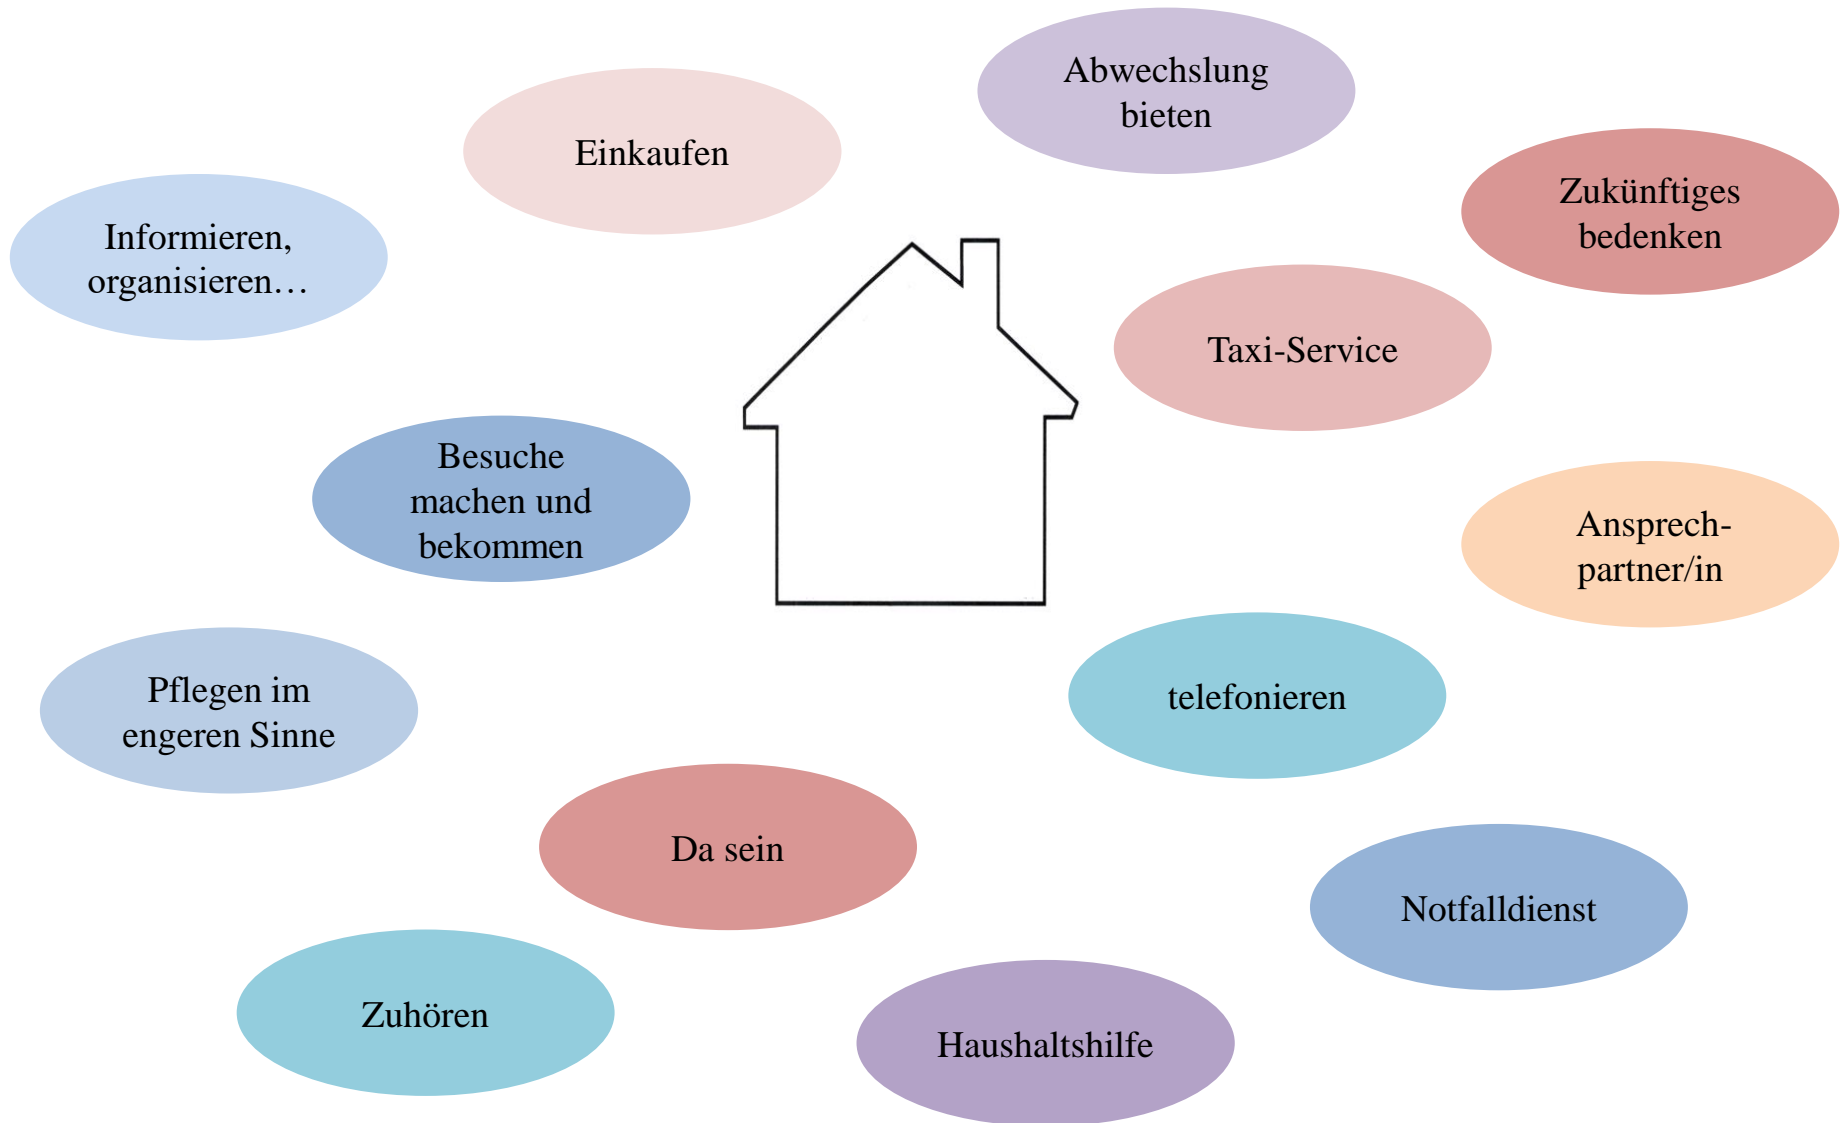 Abwechslung
bieten
Einkaufen
Zukünftiges
bedenken
Informieren,
organisieren…
Taxi-Service
Besuche
machen und
bekommen
Ansprech-
partner/in
Pflegen im
engeren Sinne
telefonieren
Da sein
Notfalldienst
Zuhören
Haushaltshilfe